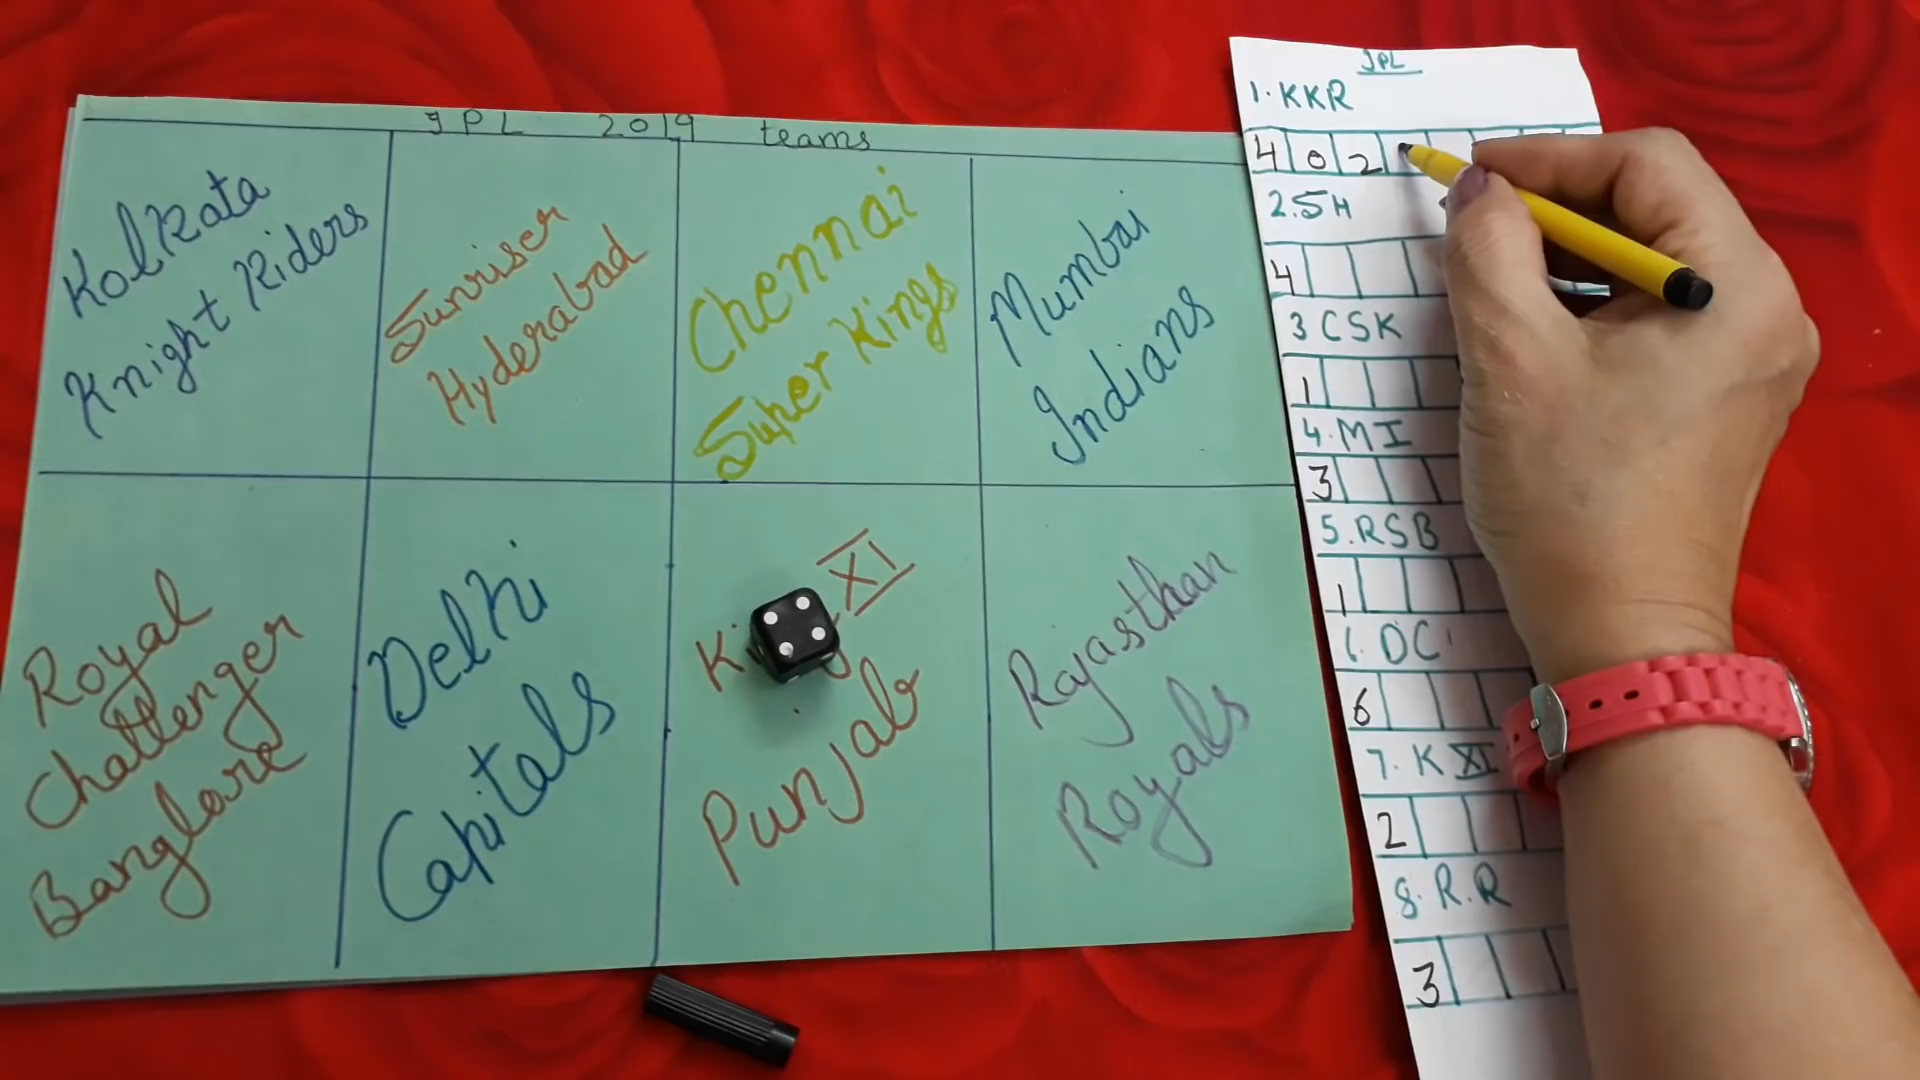 IPL 2019 teams
Kolkata
Knight Riders
Sunriser
Hyderabad
Chennai
Super Kings
Mumbai
Indians
Royal
Challenger
Banglore
Delhi
Capitals
XI
Punjab
Rajasthan
Royals
IPL
1. KKR
4 0 2
2. SH
4
3 CSK
1
4. MI
3
5. RSB
1
6. DC
6
7. K XI
2
8. R.R
3